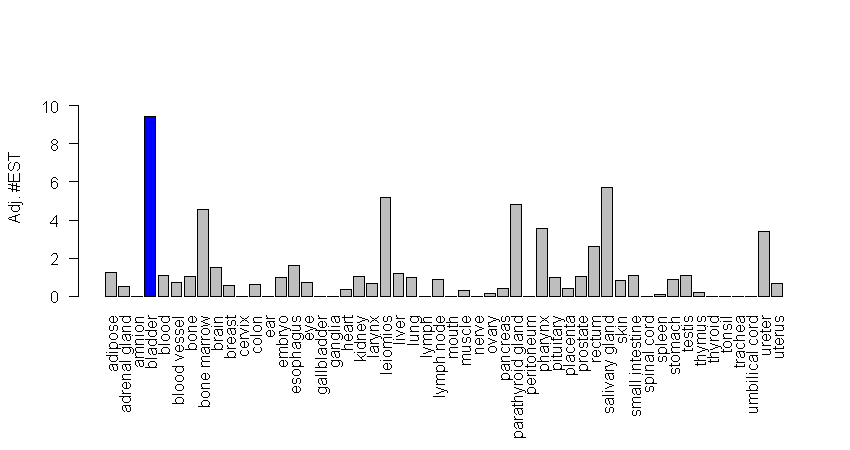 Adj. #EST
10
8
6
4
2
0
adipose
adrenal gland
amnion
bladder
blood
blood vessel
bone
bone marrow
brain
breast
cervix
colon
ear
embryo
esophagus
eye
gallbladder
ganglia
heart
kidney
larynx
leiomios
liver
lung
lymph
lymph node
mouth
muscle
nerve
ovary
pancreas
parathyroid gland
peritoneum
pharynx
pituitary
placenta
prostate
rectum
salivary gland
skin
small intestine
spinal cord
spleen
stomach
testis
thymus
thyroid
tonsil
trachea
umbilical cord
ureter
uterus